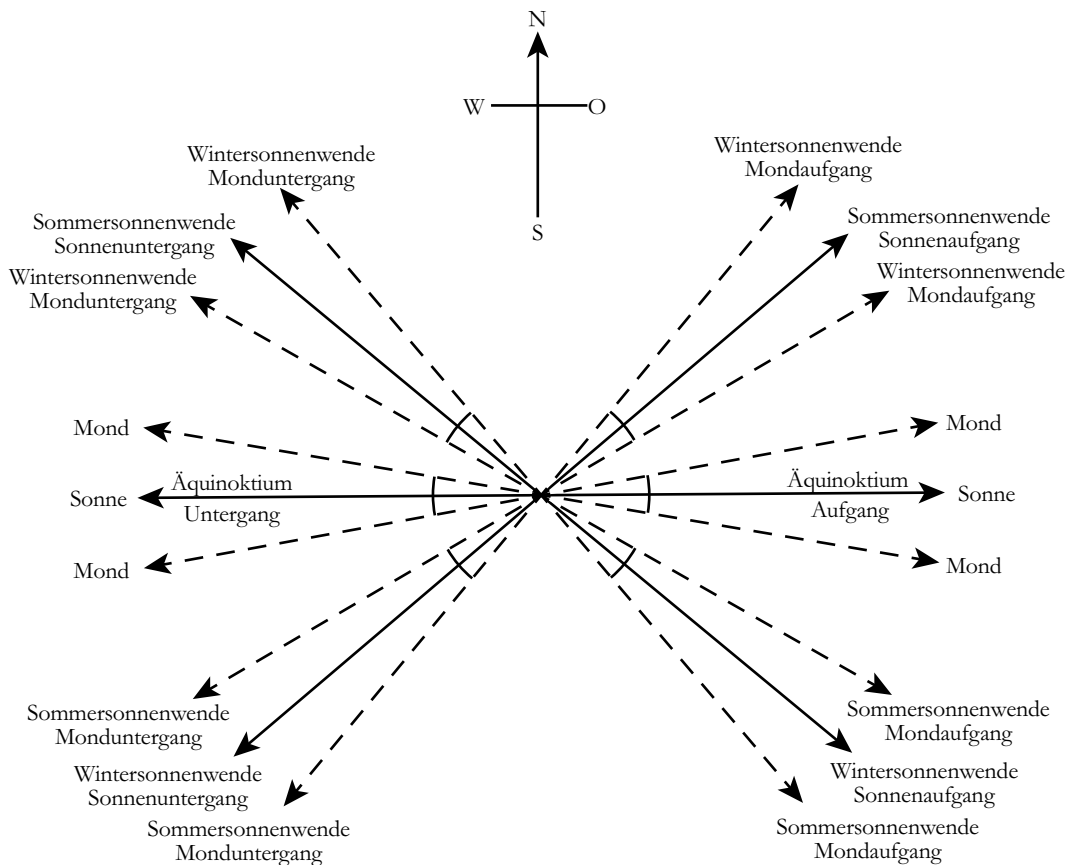 N
W
O
S
Wintersonnenwende
Monduntergang
Wintersonnenwende
Mondaufgang
Sommersonnenwende
Sonnenuntergang
Sommersonnenwende
Sonnenaufgang
Wintersonnenwende
Monduntergang
Wintersonnenwende
Mondaufgang
Mond
Mond
Sonne
Äquinoktium
Untergang
Äquinoktium
Aufgang
Sonne
Mond
Mond
Sommersonnenwende
Monduntergang
Sommersonnenwende
Mondaufgang
Wintersonnenwende
Sonnenuntergang
Wintersonnenwende
Sonnenaufgang
Sommersonnenwende
Monduntergang
Sommersonnenwende
Mondaufgang